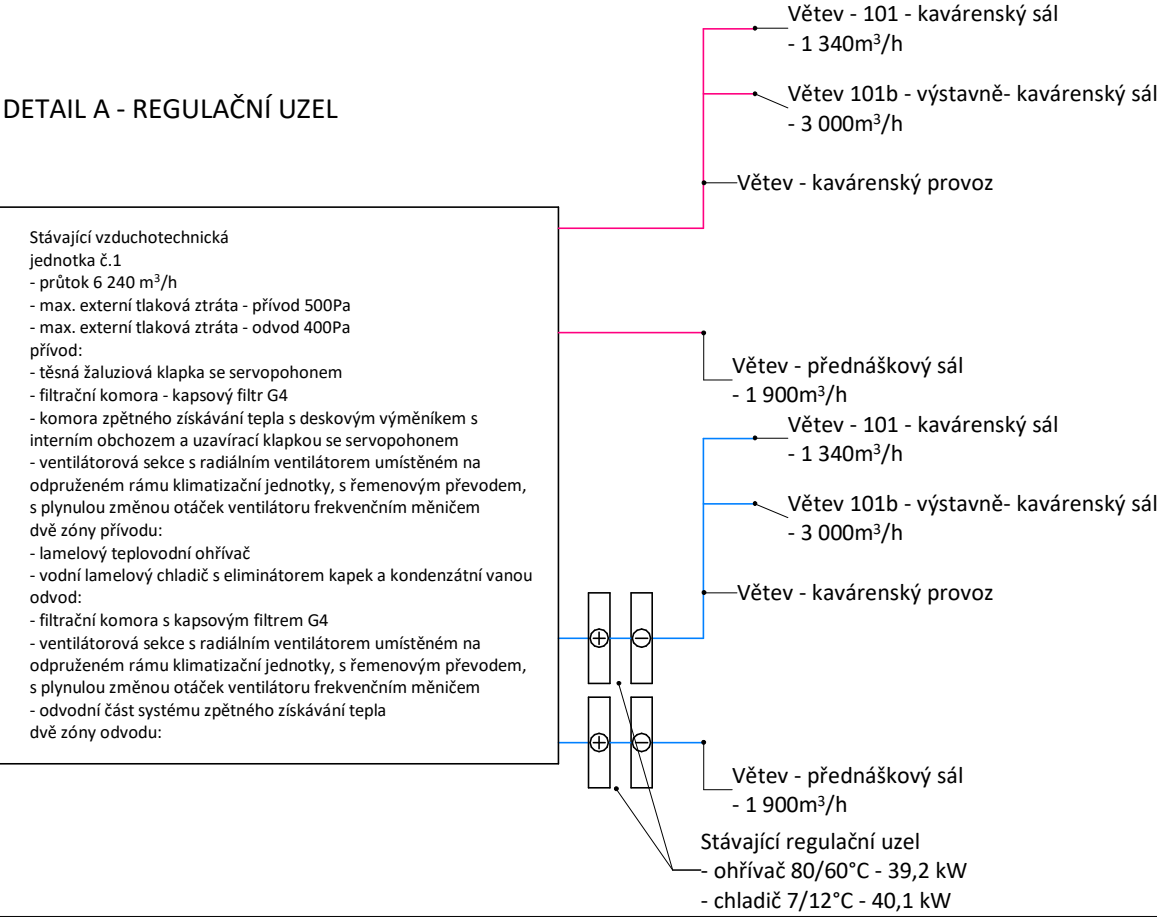 DETAIL A - REGULAČNÍ UZEL
Stávající vzduchotechnická
jednotka č.1
- průtok 6 240 m³/h
- max. externí tlaková ztráta - přívod 500Pa
- max. externí tlaková ztráta - odvod 400Pa
přívod:
- těsná žaluziová klapka se servopohonem
- filtrační komora - kapsový filtr G4
- komora zpětného získávání tepla s deskovým výměníkem s
interním obchozem a uzavírací klapkou se servopohonem
- ventilátorová sekce s radiálním ventilátorem umístěném na
odpruženém rámu klimatizační jednotky, s řemenovým převodem,
s plynulou změnou otáček ventilátoru frekvenčním měničem
dvě zóny přívodu:
- lamelový teplovodní ohřívač
- vodní lamelový chladič s eliminátorem kapek a kondenzátní vanou
odvod:
- filtrační komora s kapsovým filtrem G4
- ventilátorová sekce s radiálním ventilátorem umístěném na
odpruženém rámu klimatizační jednotky, s řemenovým převodem,
s plynulou změnou otáček ventilátoru frekvenčním měničem
- odvodní část systému zpětného získávání tepla
dvě zóny odvodu:
Větev - 101 - kavárenský sál
- 1 340m³/h
Větev 101b - výstavně- kavárenský sál
- 3 000m³/h
Větev - kavárenský provoz
Větev - přednáškový sál
- 1 900m³/h
Větev - 101 - kavárenský sál
- 1 340m³/h
Větev 101b - výstavně- kavárenský sál
- 3 000m³/h
Větev - kavárenský provoz
Větev - přednáškový sál
- 1 900m³/h
Stávající regulační uzel
- ohřívač 80/60°C - 39,2 kW
- chladič 7/12°C - 40,1 kW